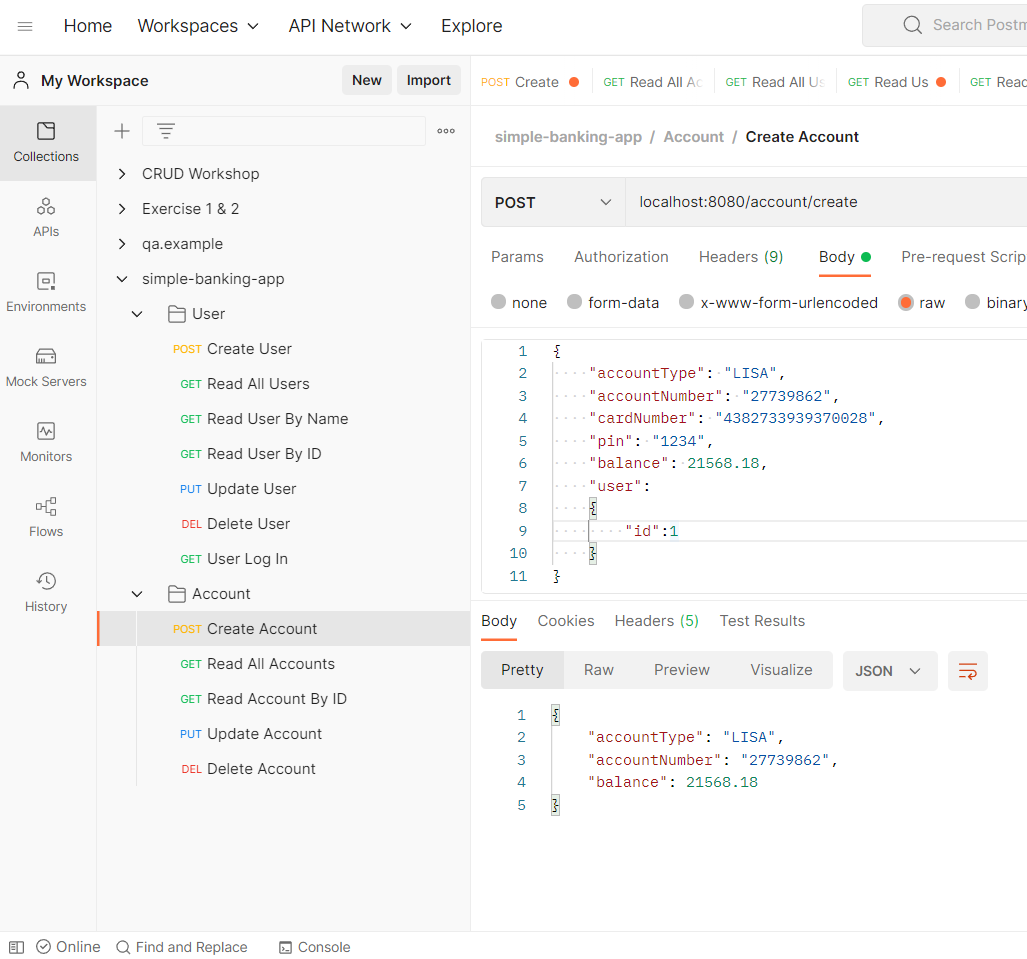 Home Workspaces API Network Explore Search Postm
My Workspace New Import
POST Create GET Read All Ac GET Read All Us GET Read Us GET Read
Collections
APIs
Environments
Mock Servers
Monitors
Flows
History
CRUD Workshop
Exercise 1 & 2
qa.example
simple-banking-app
User
POST Create User
GET Read All Users
GET Read User By Name
GET Read User By ID
PUT Update User
DEL Delete User
GET User Log In
Account
POST Create Account
GET Read All Accounts
GET Read Account By ID
PUT Update Account
DEL Delete Account
simple-banking-app / Account / Create Account
POST localhost:8080/account/create
Params Authorization Headers (9) Body Pre-request Scrip
none form-data x-www-form-urlencoded raw binary
1 {
2 "accountType": "LISA",
3 "accountNumber": "27739862",
4 "cardNumber": "4382733939370028",
5 "pin": "1234",
6 "balance": 21568.18,
7 "user":
8 {
9 "id":1
10 }
11 }
Body Cookies Headers (5) Test Results
Pretty Raw Preview Visualize JSON
1 {
2 "accountType": "LISA",
3 "accountNumber": "27739862",
4 "balance": 21568.18
5 }
Online Find and Replace Console